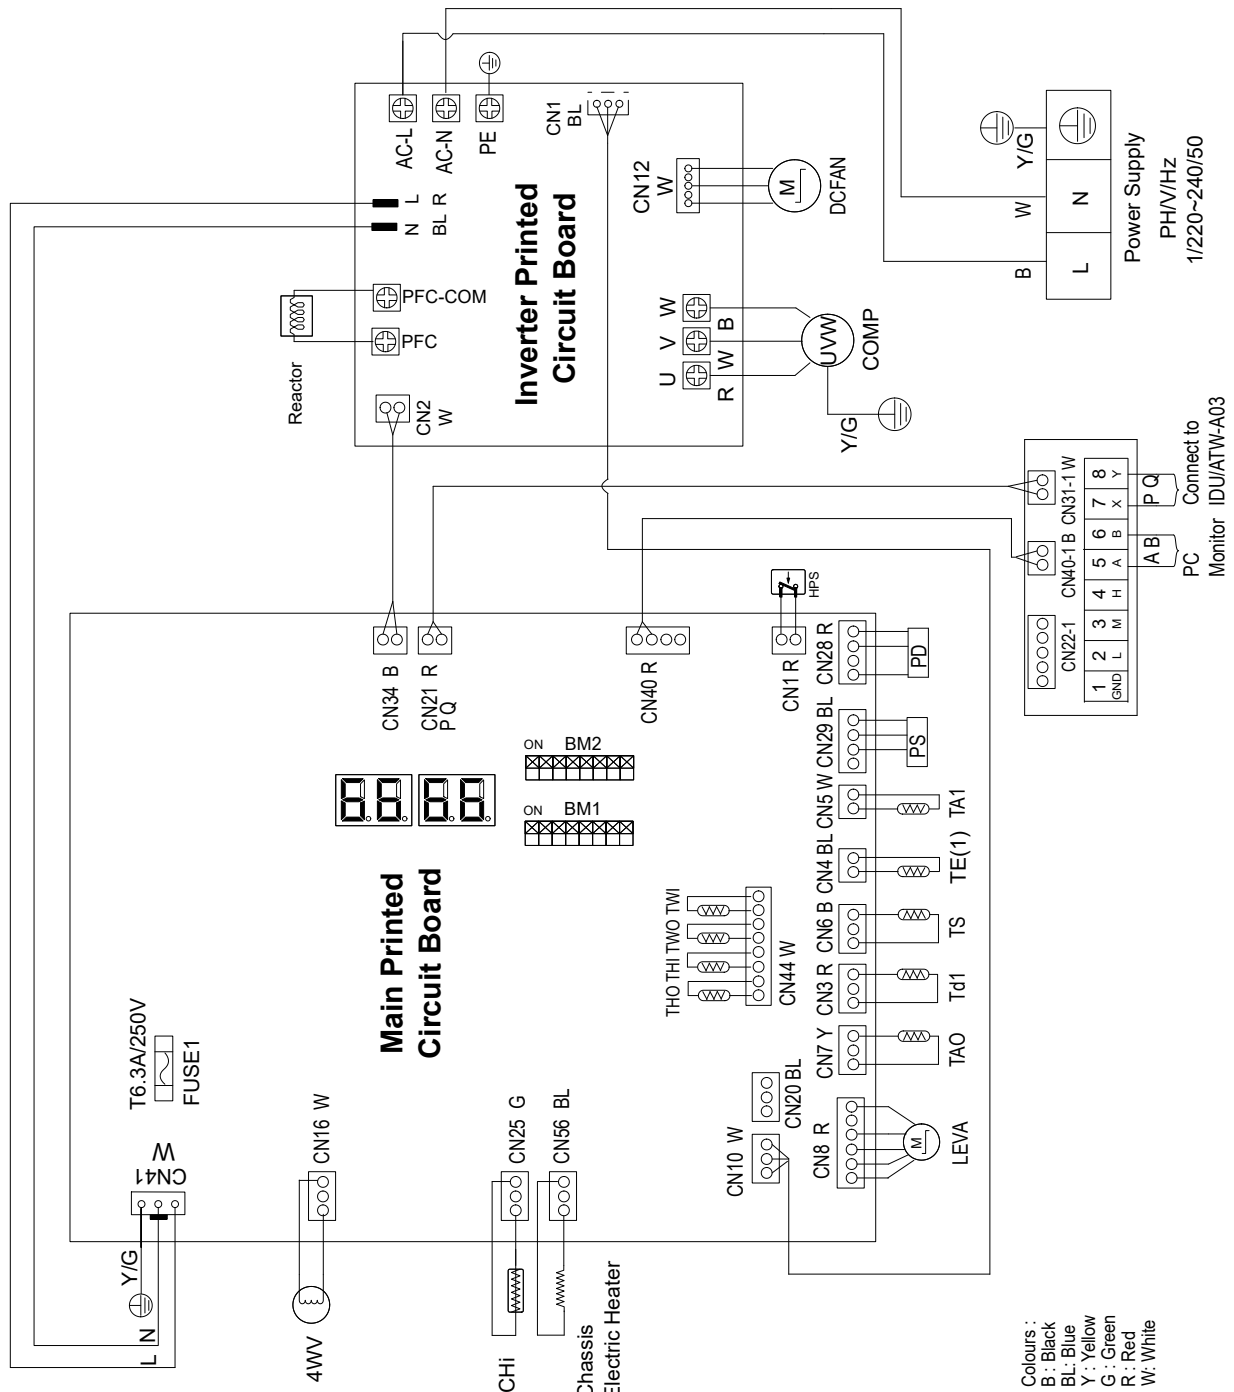 AC-L
AC-N
PE
CN1
BL
L R
N BL
PFC-COM
PFC
Reactor
CN2
W
Inverter Printed
Circuit Board
CN12
W
M
DCFAN
U V W
R W B
UVW
COMP
Y/G
Y/G
W
B
L
N
Power Supply
PH/V/Hz
1/220~240/50
CN34 B
CN21 R
P Q
CN40 R
CN1 R
HPS
ON BM2
ON BM1
Main Printed
Circuit Board
CN28 R
PD
CN29 BL
PS
CN5 W
TA1
CN4 BL
TE(1)
CN6 B
TS
CN3 R
Td1
CN7 Y
TAO
CN8 R
M
LEVA
THO THI TWO TWI
CN44 W
CN20 BL
CN10 W
T6.3A/250V
FUSE1
W
CN41
Y/G
L N
CN16 W
4WV
CN25 G
CHi
CN56 BL
Chassis
Electric Heater
CN22-1
CN40-1 B
CN31-1 W
1 2 3 4 5 6 7 8
GND L M H A B X Y
A B
P Q
PC
Monitor
Connect to
IDU/ATW-A03
Colours :
B : Black
BL: Blue
Y : Yellow
G : Green
R : Red
W: White